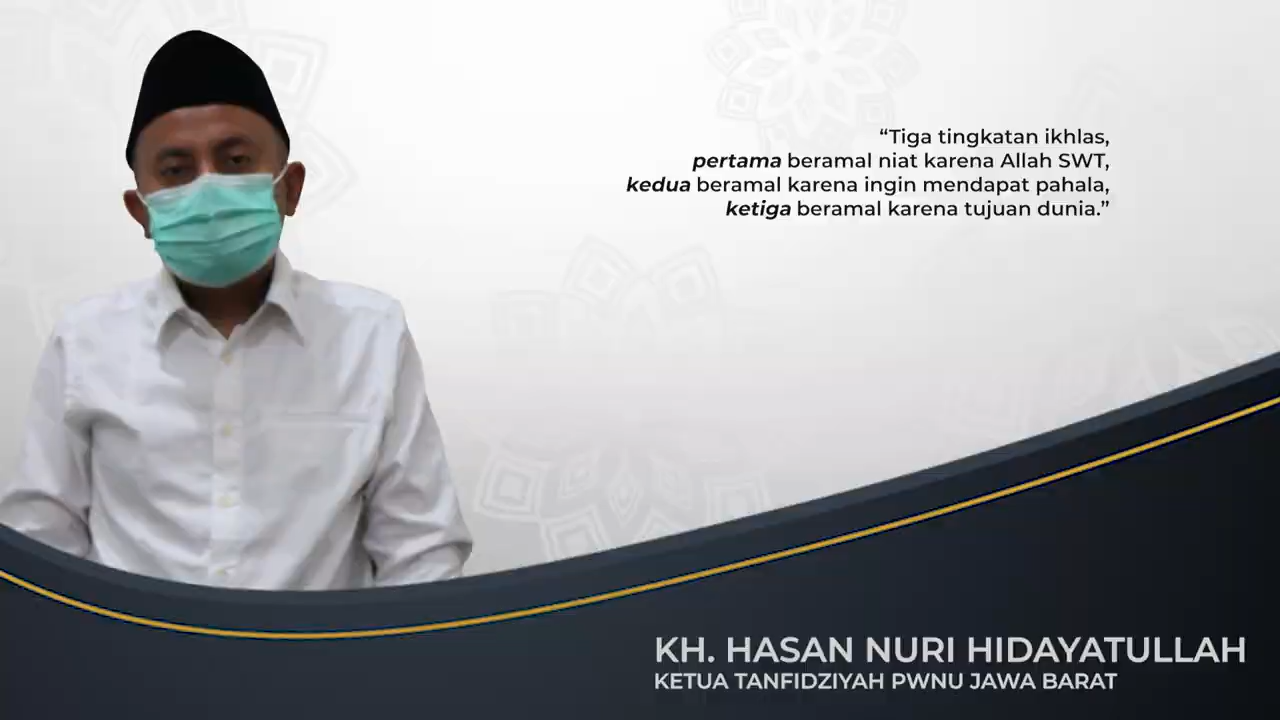 “Tiga tingkatan ikhlas,
pertama beramal niat karena Allah SWT,
kedua beramal karena ingin mendapat pahala,
ketiga beramal karena tujuan dunia.”
KH. HASAN NURI HIDAYATULLAH
KETUA TANFIDZIYAH PWNU JAWA BARAT